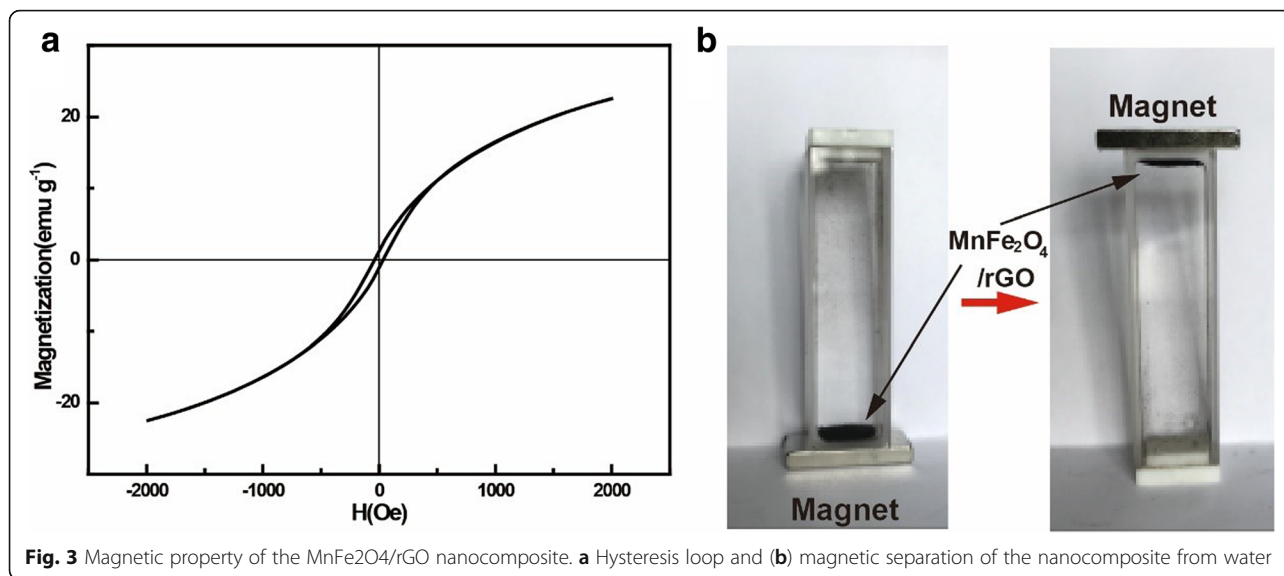 a
Magnetization(emu g⁻¹)
20
0
-20
-2000 -1000 0 1000 2000
H(Oe)
b
Magnet
Magnet
MnFe₂O₄
/rGO
Fig. 3 Magnetic property of the MnFe2O4/rGO nanocomposite. a Hysteresis loop and (b) magnetic separation of the nanocomposite from water